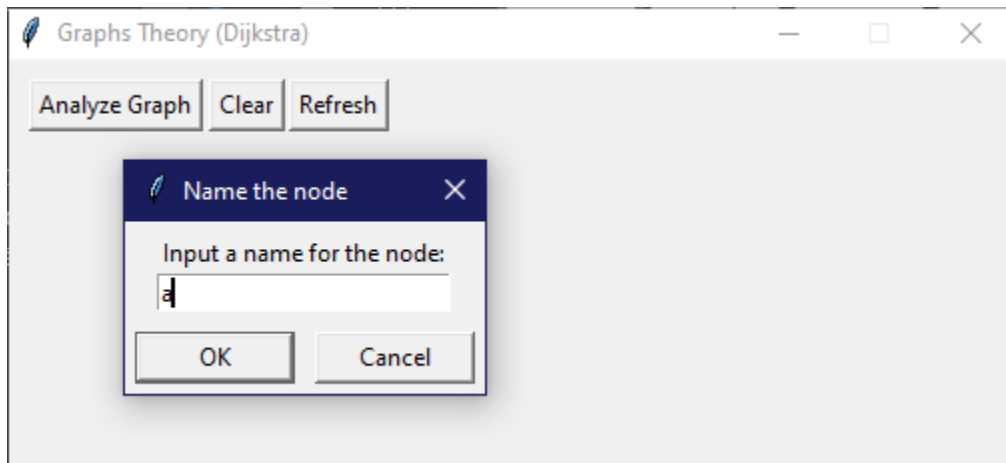 Graphs Theory (Dijkstra)
Analyze Graph Clear Refresh
Name the node
Input a name for the node:
a
OK Cancel